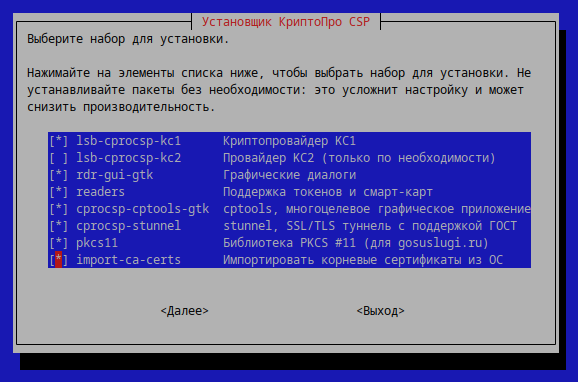 Установщик КриптоПро CSP
Выберите набор для установки.
Нажимайте на элементы списка ниже, чтобы выбрать набор для установки. Не
устанавливайте пакеты без необходимости: это усложнит настройку и может
снизить производительность.
[*] lsb-cprocsp-kc1 Криптопровайдер КС1
[ ] lsb-cprocsp-kc2 Провайдер КС2 (только по необходимости)
[*] rdr-gui-gtk Графические диалоги
[*] readers Поддержка токенов и смарт-карт
[*] cprocsp-cptools-gtk cptools, многоцелевое графическое приложение
[*] cprocsp-stunnel stunnel, SSL/TLS туннель с поддержкой ГОСТ
[*] pkcs11 Библиотека PKCS #11 (для gosuslugi.ru)
[*] import-ca-certs Импортировать корневые сертификаты из ОС
<Далее> <Выход>